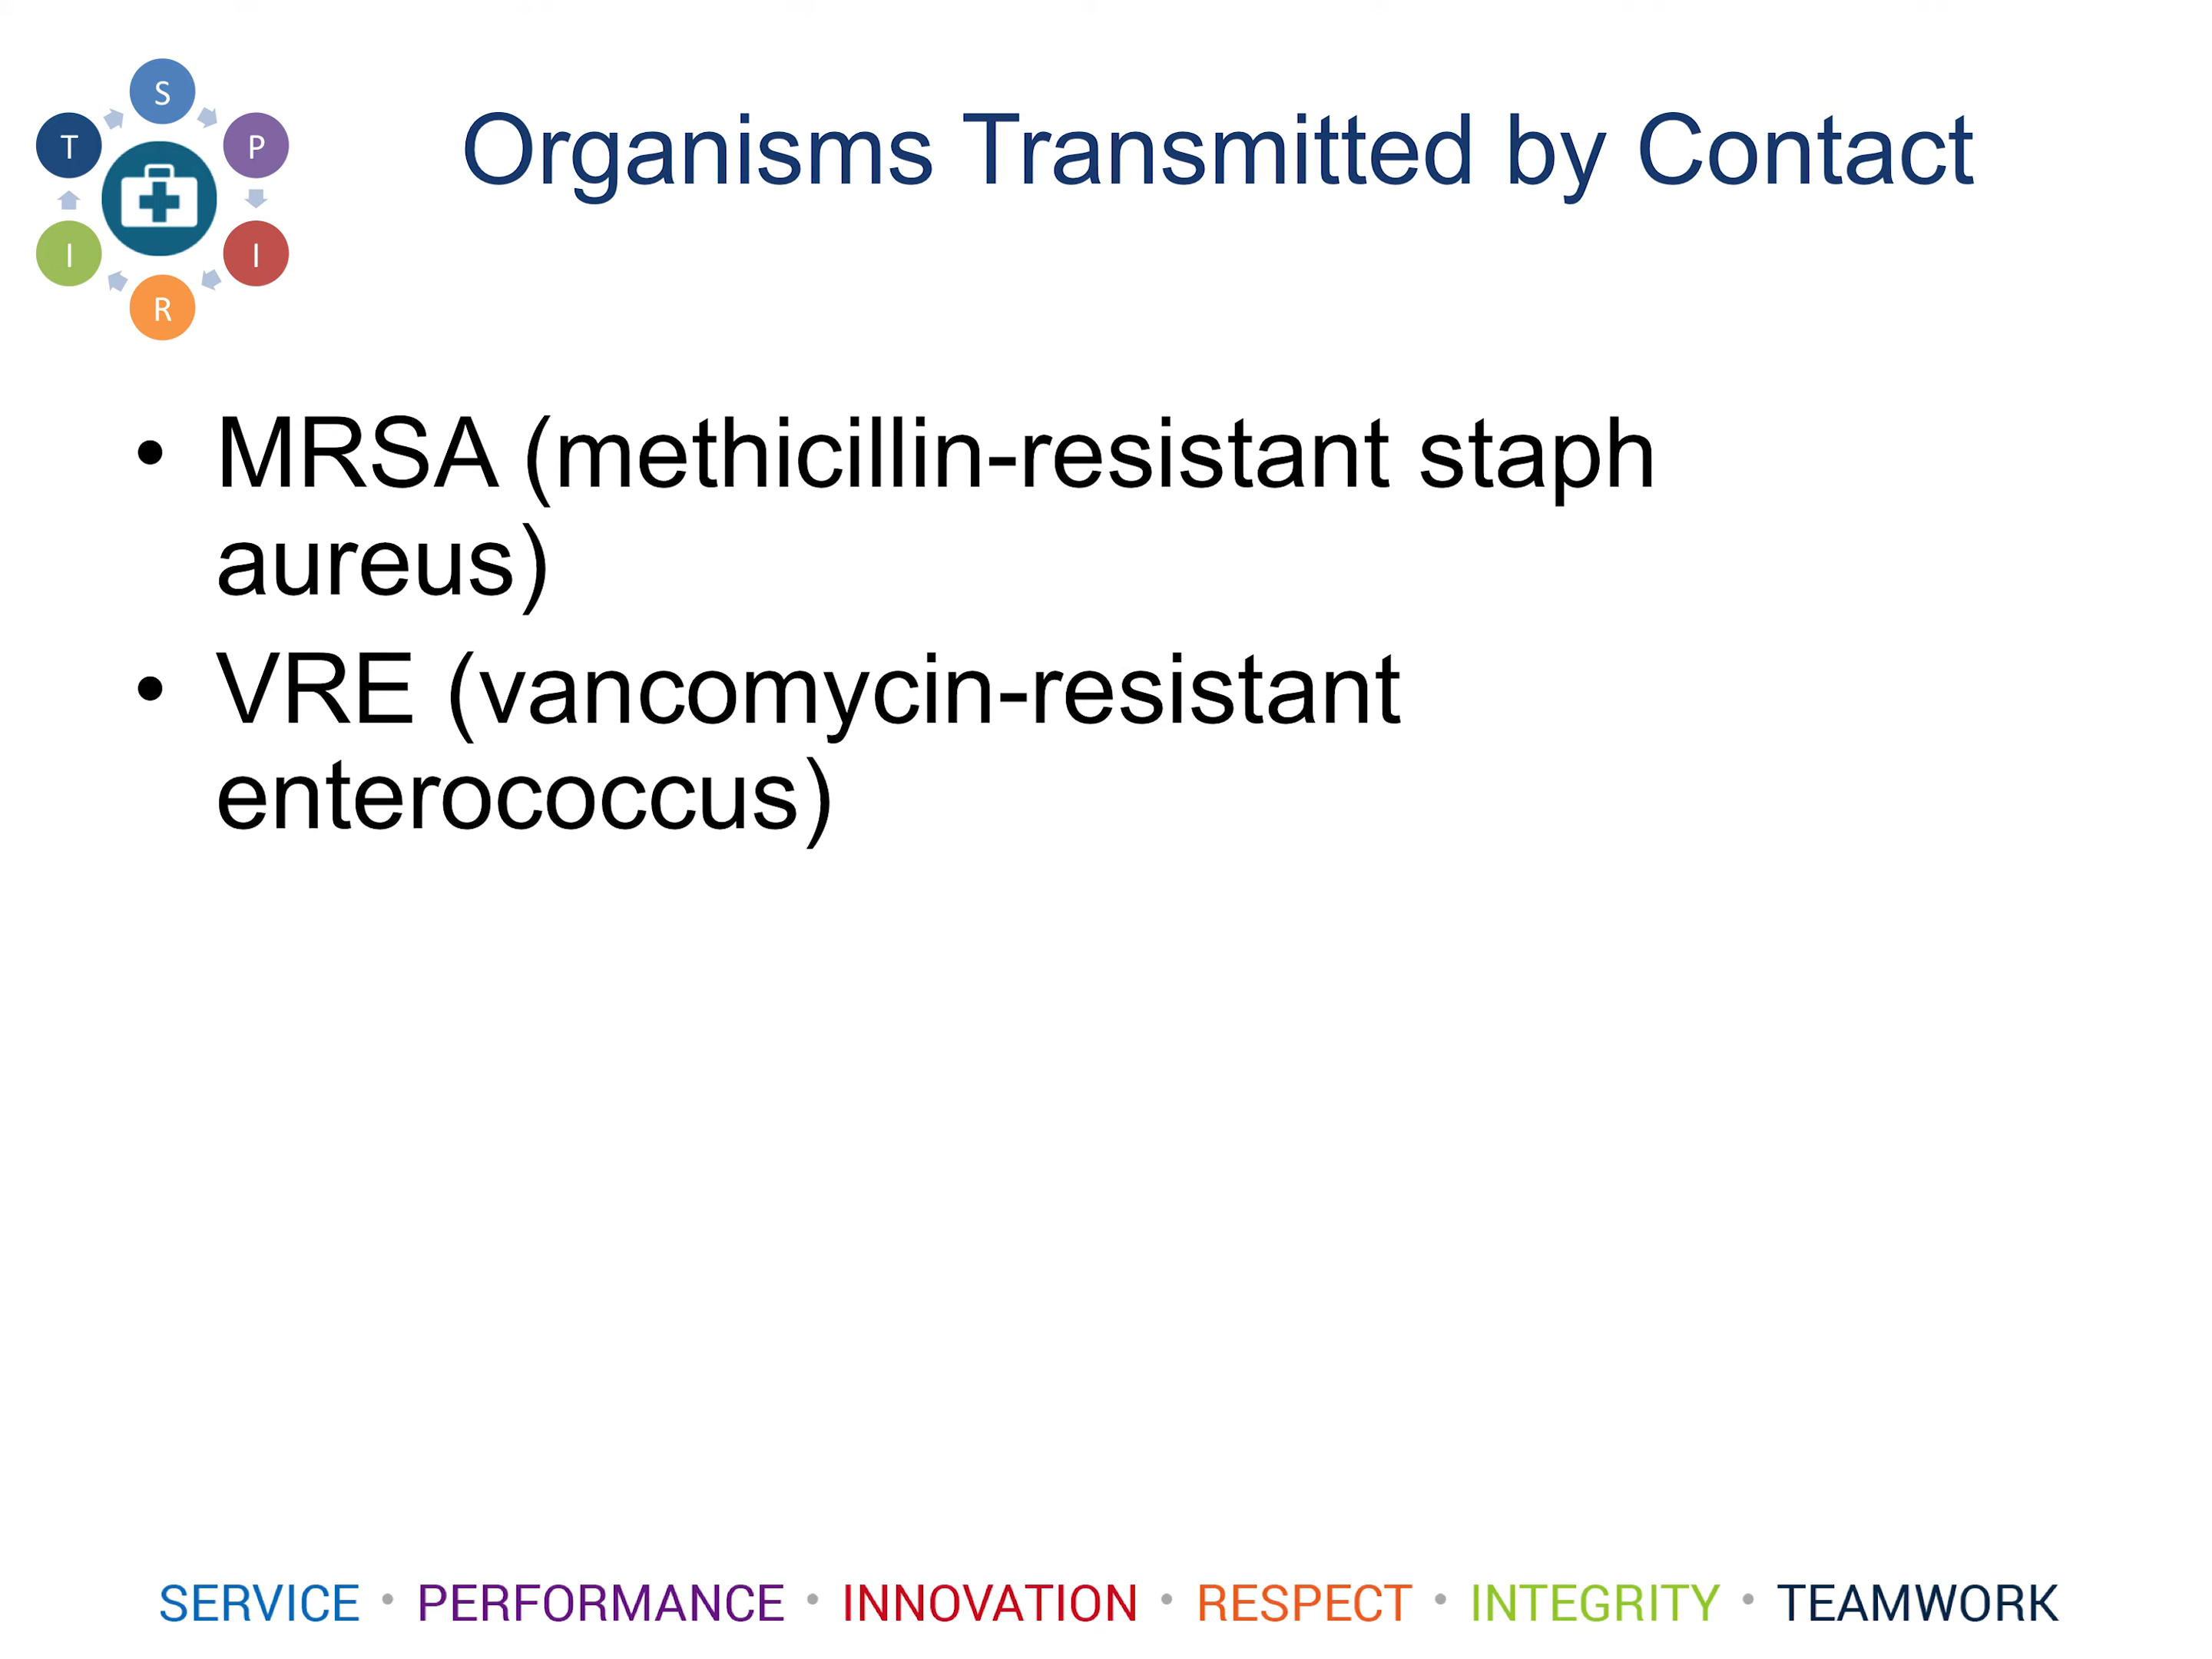 S
T
P
Organisms Transmitted by Contact
I
I
R
• MRSA (methicillin-resistant staph
aureus)
• VRE (vancomycin-resistant
enterococcus)
SERVICE • PERFORMANCE • INNOVATION • RESPECT • INTEGRITY • TEAMWORK